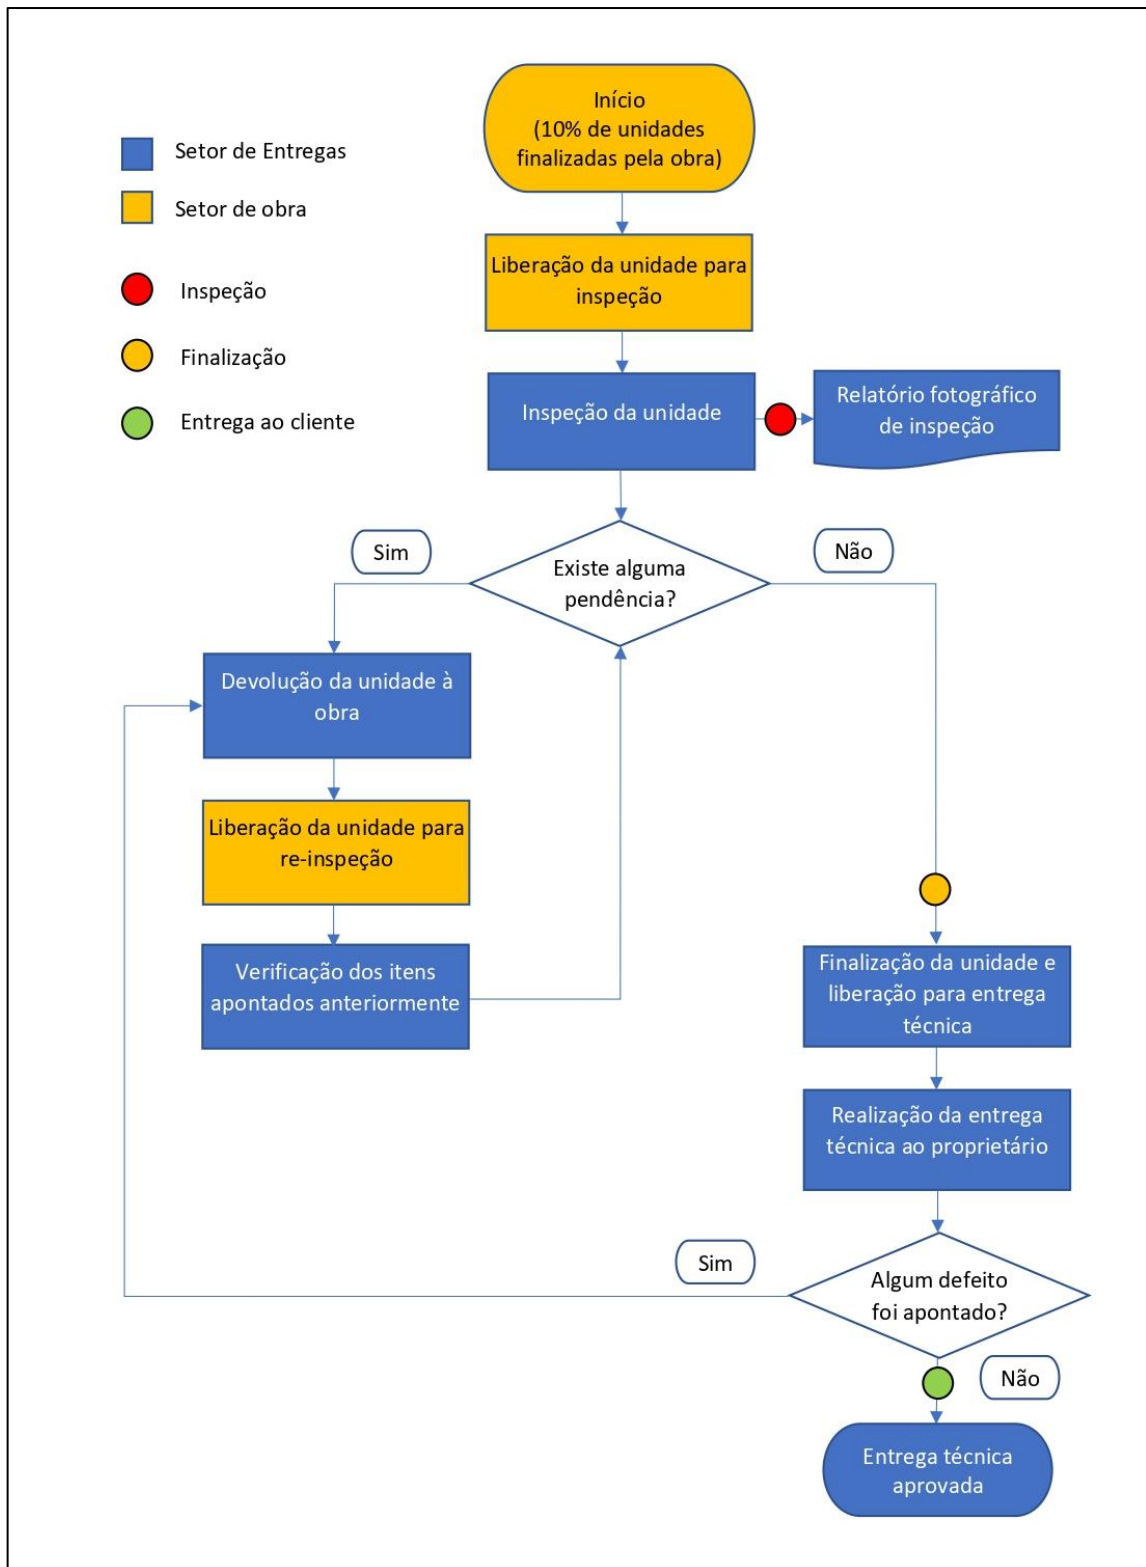 Início
(10% de unidades
finalizadas pela obra)
Setor de Entregas
Setor de obra
Inspeção
Finalização
Entrega ao cliente
Liberação da unidade para
inspeção
Inspeção da unidade
Relatório fotográfico
de inspeção
Existe alguma
pendência?
Sim
Não
Devolução da unidade à
obra
Liberação da unidade para
re-inspeção
Verificação dos itens
apontados anteriormente
Finalização da unidade e
liberação para entrega
técnica
Realização da entrega
técnica ao proprietário
Algum defeito
foi apontado?
Sim
Não
Entrega técnica
aprovada